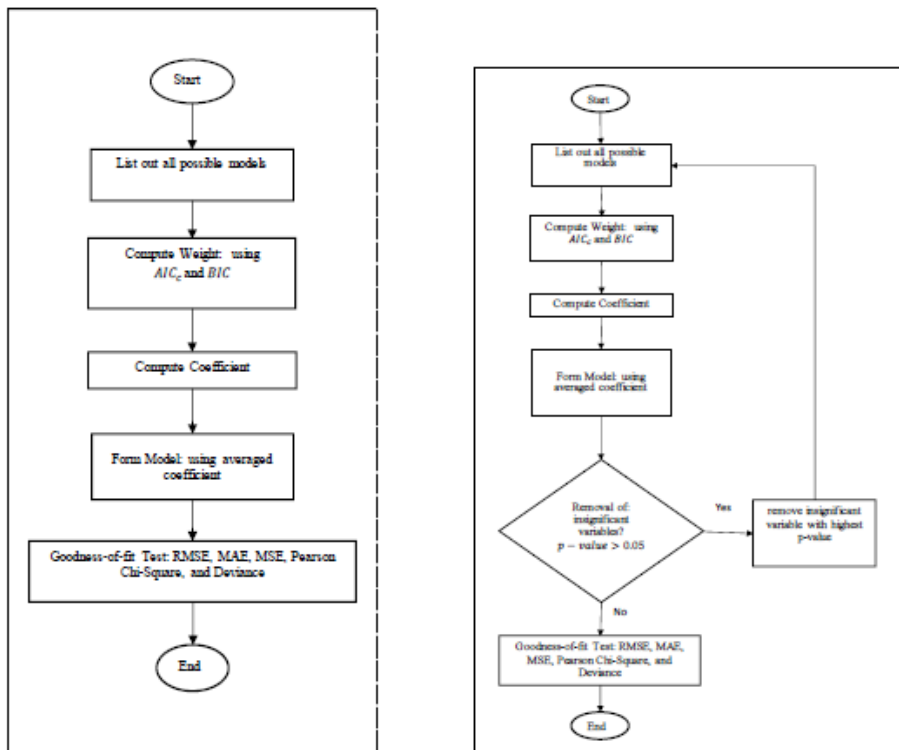 Start
List out all possible models
Compute Weight: using
AIC_c and BIC
Compute Coefficient
Form Model: using averaged
coefficient
Goodness-of-fit Test: RMSE, MAE, MSE, Pearson
Chi-Square, and Deviance
End
Start
List out all possible
models
Compute Weight: using
AIC_c and BIC
Compute Coefficient
Form Model: using
averaged coefficient
Removal of
insignificant
variables?
p − value > 0.05
Yes
remove insignificant
variable with highest
p-value
No
Goodness-of-fit Test: RMSE, MAE,
MSE, Pearson Chi-Square, and
Deviance
End